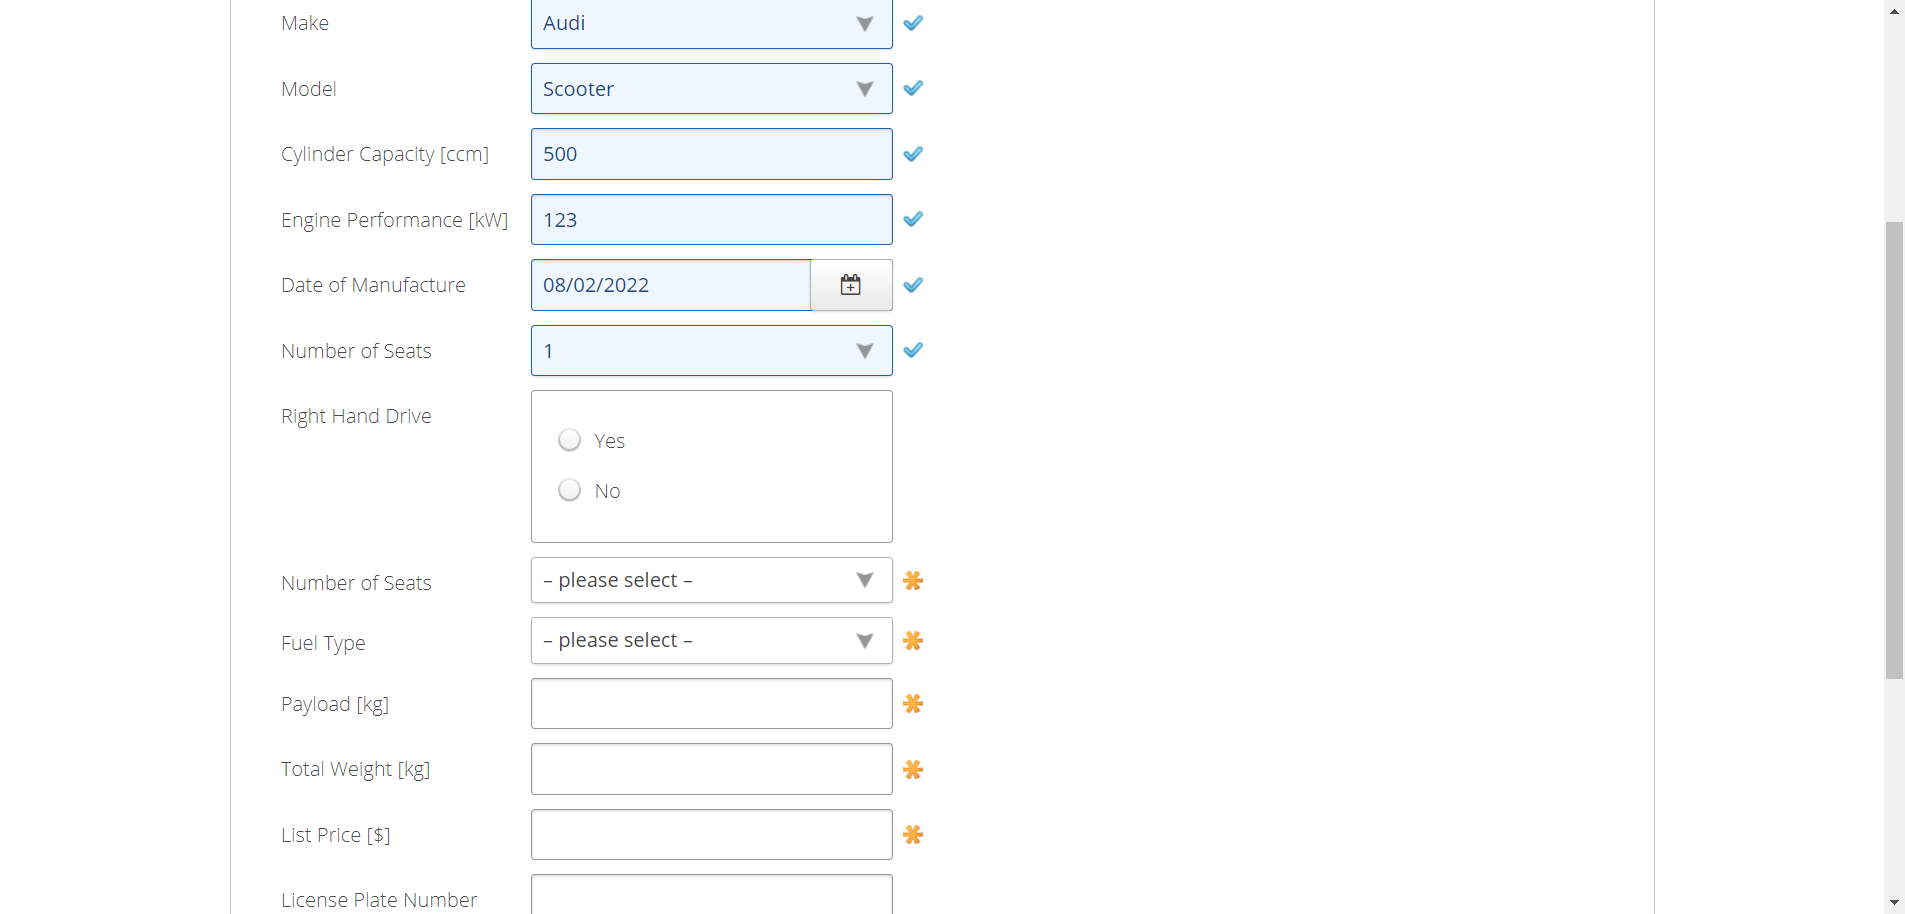 Make Audi
Model Scooter
Cylinder Capacity [ccm] 500
Engine Performance [kW] 123
Date of Manufacture 08/02/2022
Number of Seats 1
Right Hand Drive
Yes
No
Number of Seats – please select –
Fuel Type – please select –
Payload [kg]
Total Weight [kg]
List Price [$]
License Plate Number